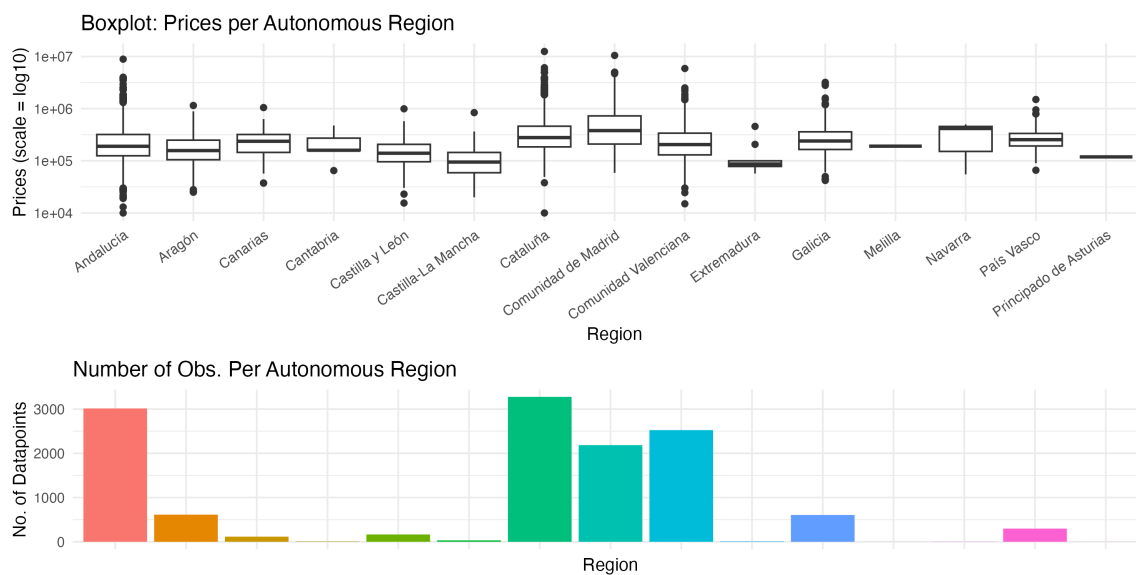 Boxplot: Prices per Autonomous Region
Prices (scale = log10)
1e+07
1e+06
1e+05
1e+04
Andalucía
Aragón
Canarias
Cantabria
Castilla y León
Castilla-La Mancha
Cataluña
Comunidad de Madrid
Comunidad Valenciana
Extremadura
Galicia
Melilla
Navarra
País Vasco
Principado de Asturias
Region
Number of Obs. Per Autonomous Region
No. of Datapoints
3000
2000
1000
0
Region